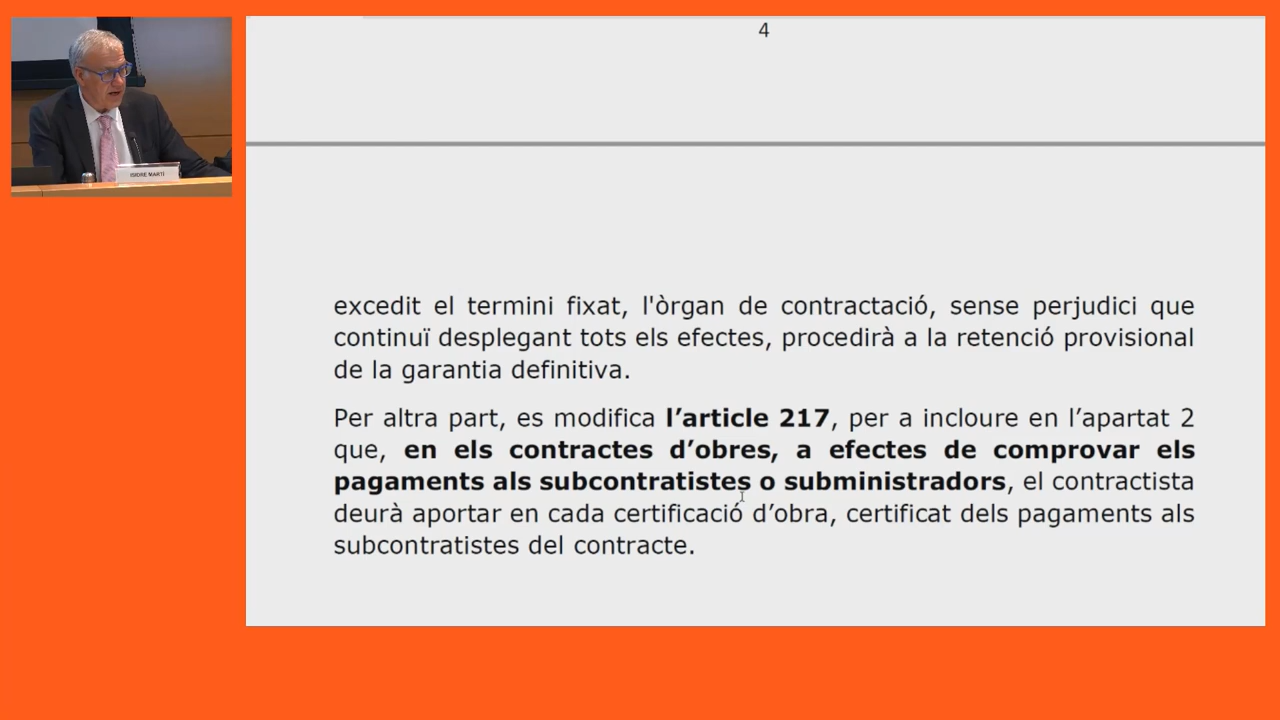 4
ISIDRE MARTÍ
excedit el termini fixat, l'òrgan de contractació, sense perjudici que
continuï desplegant tots els efectes, procedirà a la retenció provisional
de la garantia definitiva.
Per altra part, es modifica l’article 217, per a incloure en l’apartat 2
que, en els contractes d’obres, a efectes de comprovar els
pagaments als subcontratistes o subministradors, el contractista
deurà aportar en cada certificació d’obra, certificat dels pagaments als
subcontratistes del contracte.